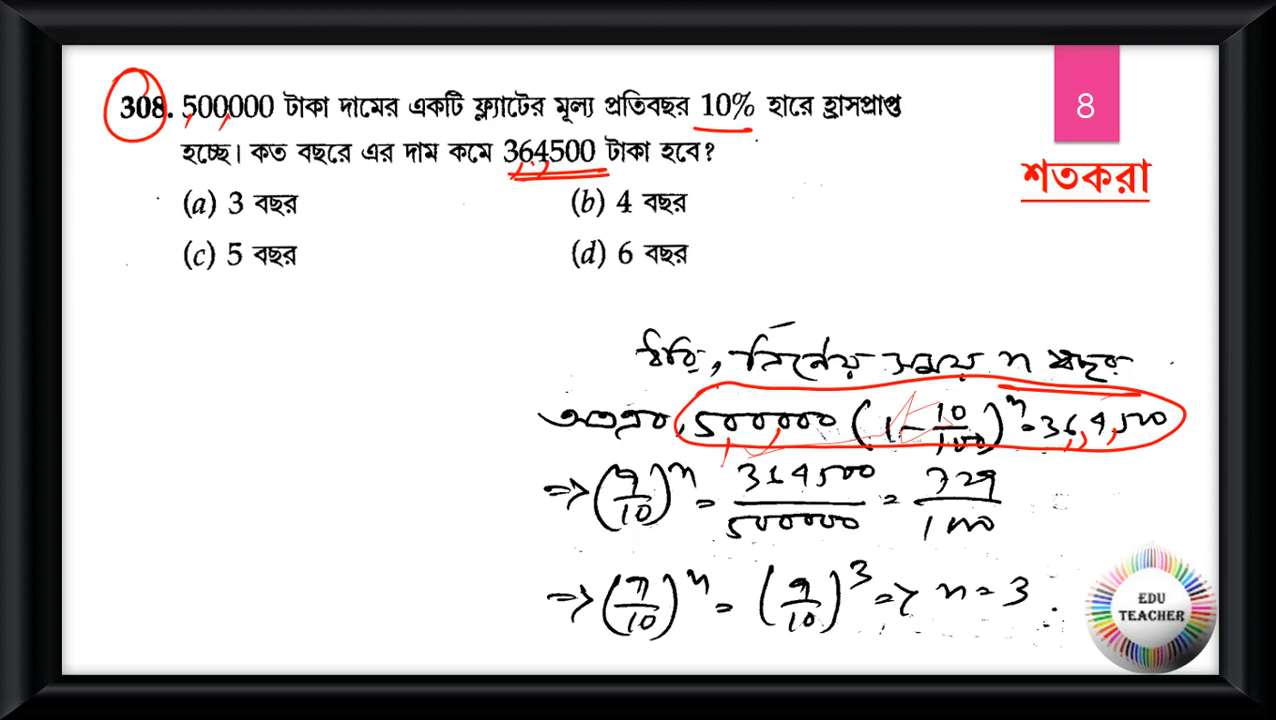 308. 500000 টাকা দামের একটি ফ্ল্যাটের মূল্য প্রতিবছর 10% হারে হ্রাসপ্রাপ্ত
হচ্ছে। কত বছরে এর দাম কমে 364500 টাকা হবে?
(a) 3 বছর (b) 4 বছর
(c) 5 বছর (d) 6 বছর
8
শতকরা
ধরি, নির্ণেয় সময় n বছর
অতএব, 500000 (1 - 10/100)^n = 364500
=> (9/10)^n = 364500/500000 = 729/1000
=> (9/10)^n = (9/10)^3 => n = 3.
EDU
TEACHER